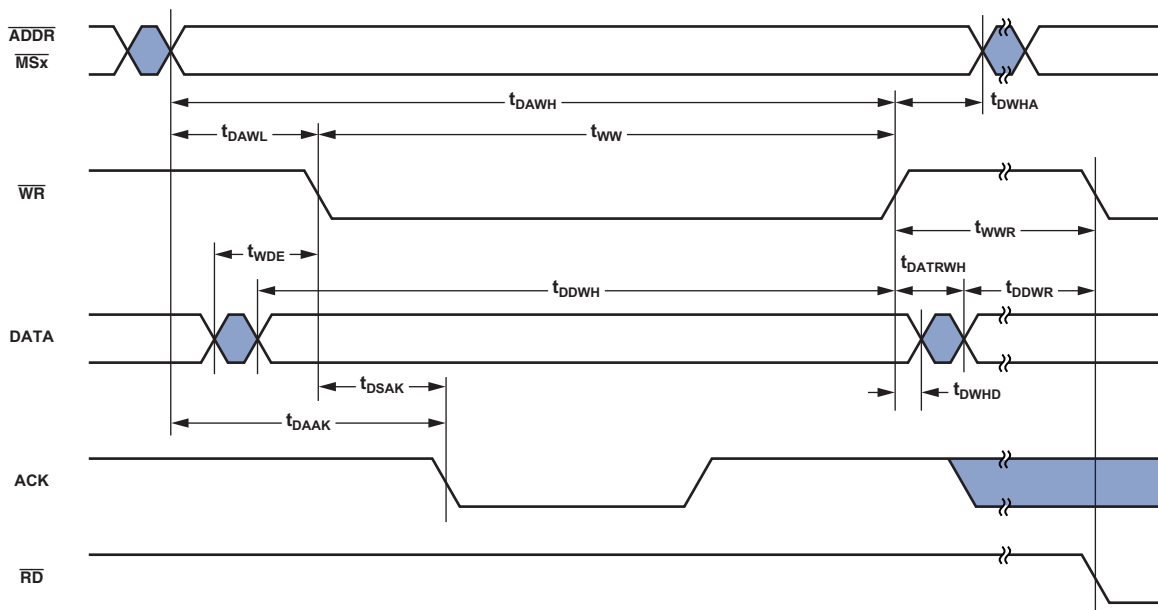 ADDR
MSx
tDAWH
tDWHA
tDAWL
tWW
WR
tWWR
tWDE
tDATRWH
tDDWH
tDDWR
DATA
tDSAK
tDWHD
tDAAK
ACK
RD